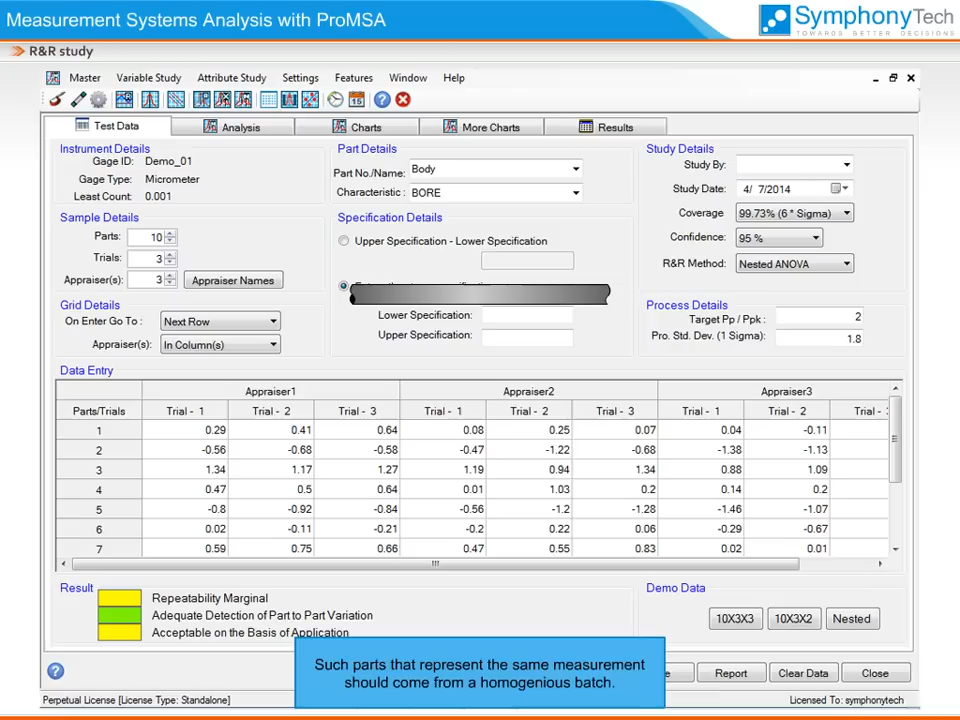 Measurement Systems Analysis with ProMSA
SymphonyTech
TOWARDS BETTER DECISIONS
R&R study
Master Variable Study Attribute Study Settings Features Window Help
15
Test Data Analysis Charts More Charts Results
Instrument Details
Gage ID: Demo_01
Gage Type: Micrometer
Least Count: 0.001
Part Details
Part No./Name: Body
Characteristic : BORE
Study Details
Study By:
Study Date: 4/ 7/2014
Coverage 99.73% (6 * Sigma)
Confidence: 95 %
R&R Method: Nested ANOVA
Sample Details
Parts: 10
Trials: 3
Appraiser(s): 3 Appraiser Names
Specification Details
Upper Specification - Lower Specification
Lower Specification:
Upper Specification:
Grid Details
On Enter Go To : Next Row
Appraiser(s): In Column(s)
Process Details
Target Pp / Ppk : 2
Pro. Std. Dev. (1 Sigma): 1.8
Data Entry
Appraiser1 Appraiser2 Appraiser3
Parts/Trials Trial - 1 Trial - 2 Trial - 3 Trial - 1 Trial - 2 Trial - 3 Trial - 1 Trial - 2 Trial -
1 0.29 0.41 0.64 0.08 0.25 0.07 0.04 -0.11
2 -0.56 -0.68 -0.58 -0.47 -1.22 -0.68 -1.38 -1.13
3 1.34 1.17 1.27 1.19 0.94 1.34 0.88 1.09
4 0.47 0.5 0.64 0.01 1.03 0.2 0.14 0.2
5 -0.8 -0.92 -0.84 -0.56 -1.2 -1.28 -1.46 -1.07
6 0.02 -0.11 -0.21 -0.2 0.22 0.06 -0.29 -0.67
7 0.59 0.75 0.66 0.47 0.55 0.83 0.02 0.01
Result
Repeatability Marginal
Adequate Detection of Part to Part Variation
Acceptable on the Basis of Application
Demo Data
10X3X3 10X3X2 Nested
Such parts that represent the same measurement
should come from a homogenious batch.
Report Clear Data Close
Perpetual License [License Type: Standalone] Licensed To: symphonytech